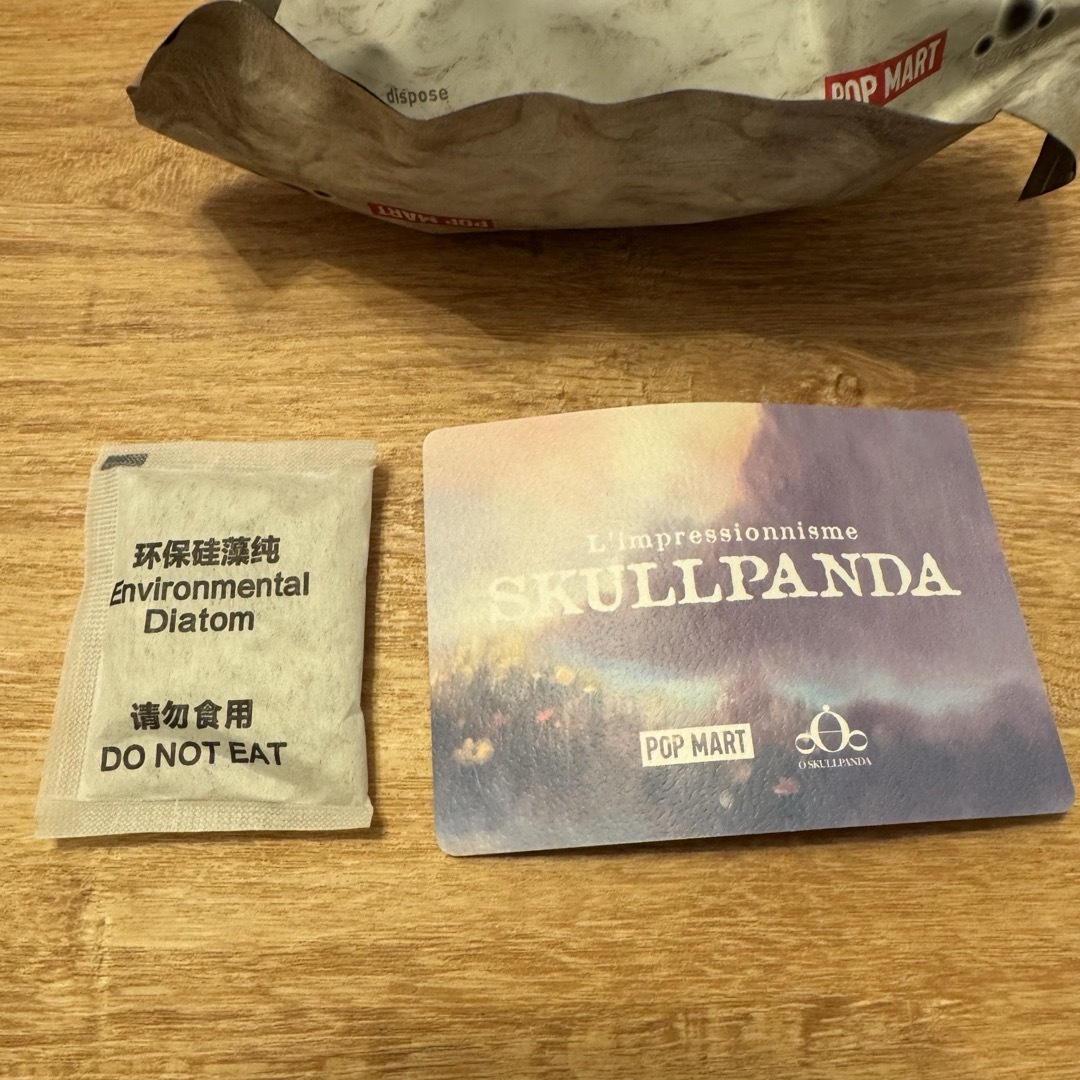 dispose
POP MART
POP MART
环保硅藻纯
Environmental
Diatom
请勿食用
DO NOT EAT
L'impressionnisme
SKULLPANDA
POP MART
O SKULLPANDA